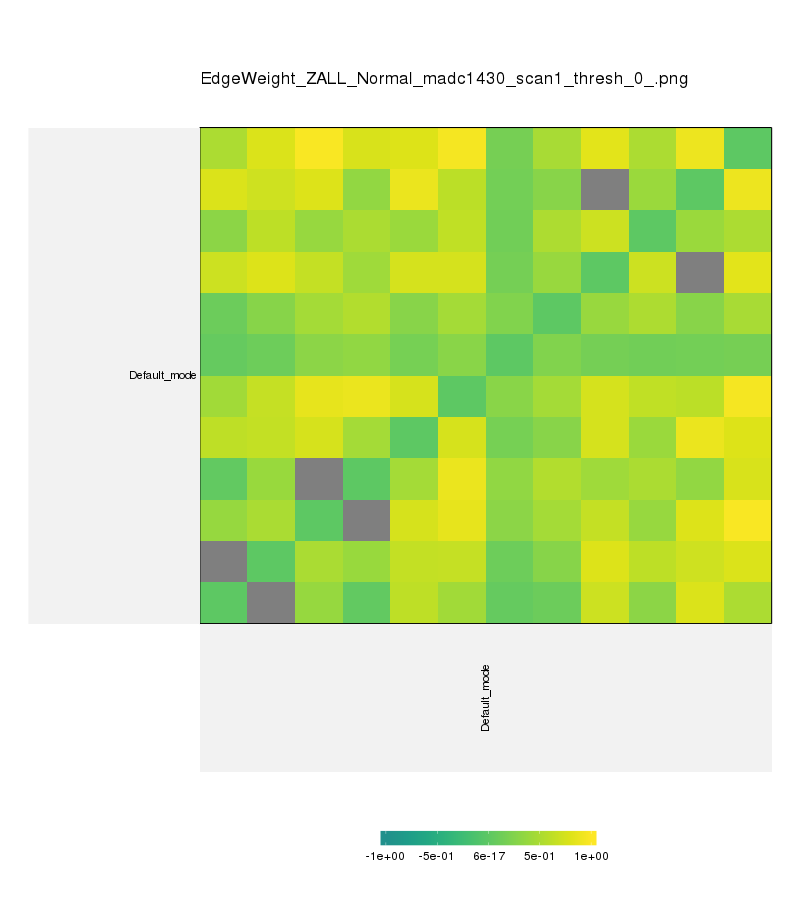 EdgeWeight_ZALL_Normal_madc1430_scan1_thresh_0_.png
Default_mode
Default_mode
-1e+00 -5e-01 6e-17 5e-01 1e+00